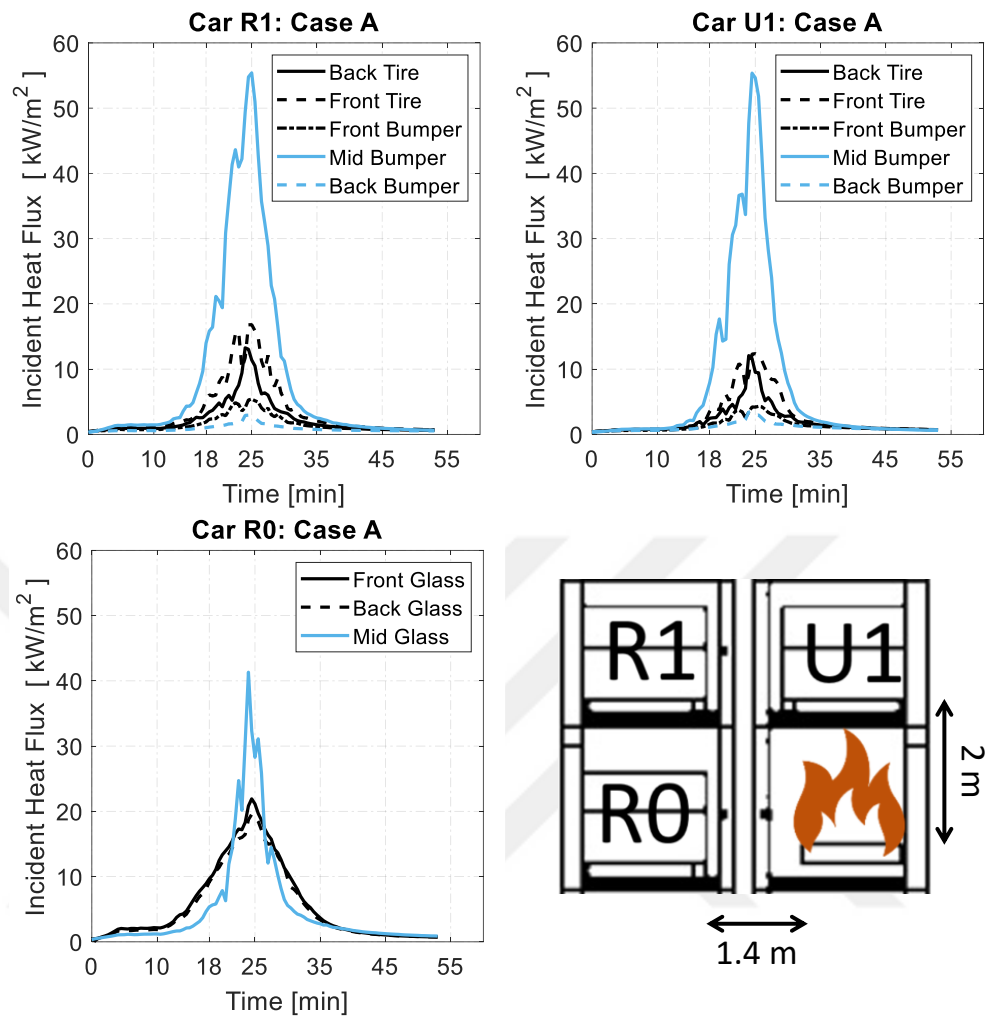 Car R1: Case A
Incident Heat Flux [ kW/m² ]
60
50
40
30
20
10
0
Back Tire
Front Tire
Front Bumper
Mid Bumper
Back Bumper
0 10 18 25 35 45 55
Time [min]
Car U1: Case A
Incident Heat Flux [ kW/m² ]
60
50
40
30
20
10
0
Back Tire
Front Tire
Front Bumper
Mid Bumper
Back Bumper
0 10 18 25 35 45 55
Time [min]
Car R0: Case A
Incident Heat Flux [ kW/m² ]
60
50
40
30
20
10
0
Front Glass
Back Glass
Mid Glass
0 10 18 25 35 45 55
Time [min]
R1 U1
R0
2 m
1.4 m